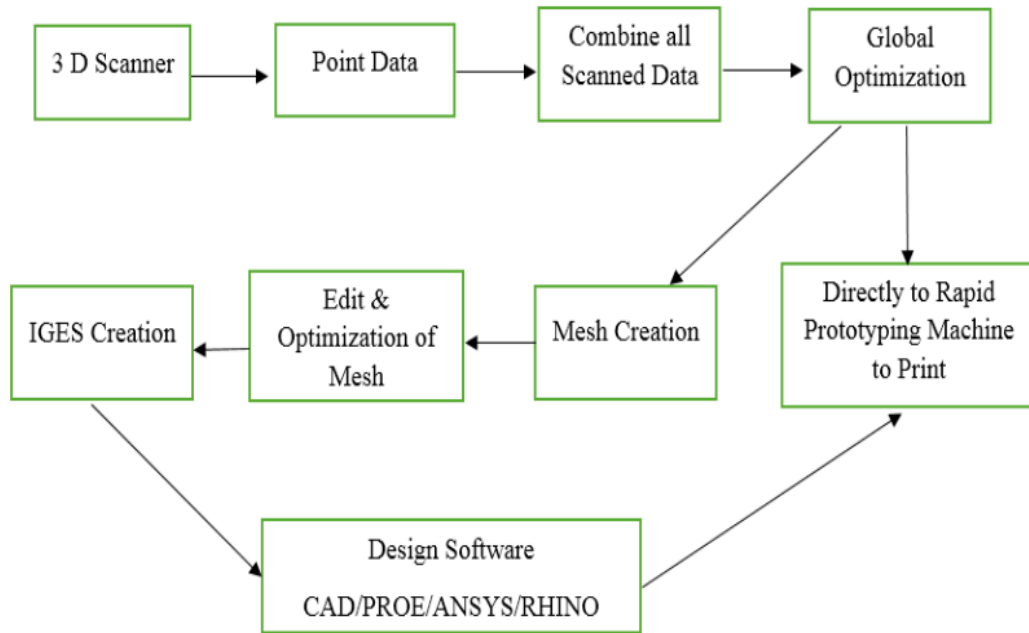 3 D Scanner
Point Data
Combine all
Scanned Data
Global
Optimization
IGES Creation
Edit &
Optimization of
Mesh
Mesh Creation
Directly to Rapid
Prototyping Machine
to Print
Design Software
CAD/PROE/ANSYS/RHINO